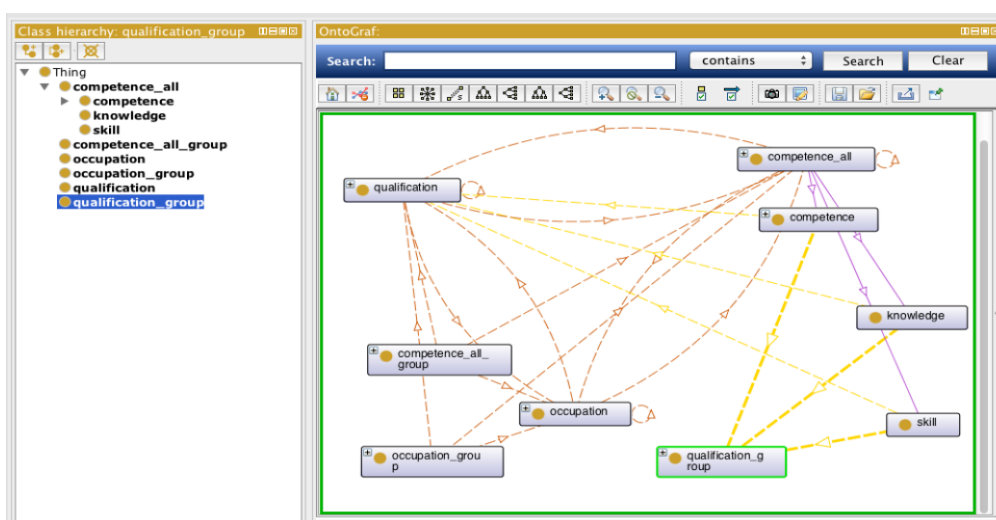 Class hierarchy: qualification_group
Thing
competence_all
competence
knowledge
skill
competence_all_group
occupation
occupation_group
qualification
qualification_group
OntoGraf:
Search:
contains
Search
Clear
competence_all
qualification
competence
knowledge
competence_all_
group
occupation
skill
occupation_grou
p
qualification_g
roup